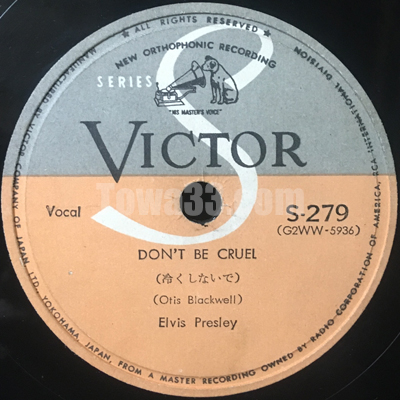 ★ ALL RIGHTS RESERVED ★
NEW ORTHOPHONIC RECORDING
SERIES S
"HIS MASTER'S VOICE"
VICTOR
Towa33.com
Vocal
S-279
(G2WW-5936)
DON'T BE CRUEL
(冷くしないで)
(Otis Blackwell)
Elvis Presley
MANUFACTURED BY VICTOR COMPANY OF JAPAN, LTD., YOKOHAMA, JAPAN, FROM A MASTER RECORDING OWNED BY RADIO CORPORATION OF AMERICA, RCA INTERNATIONAL DIVISION